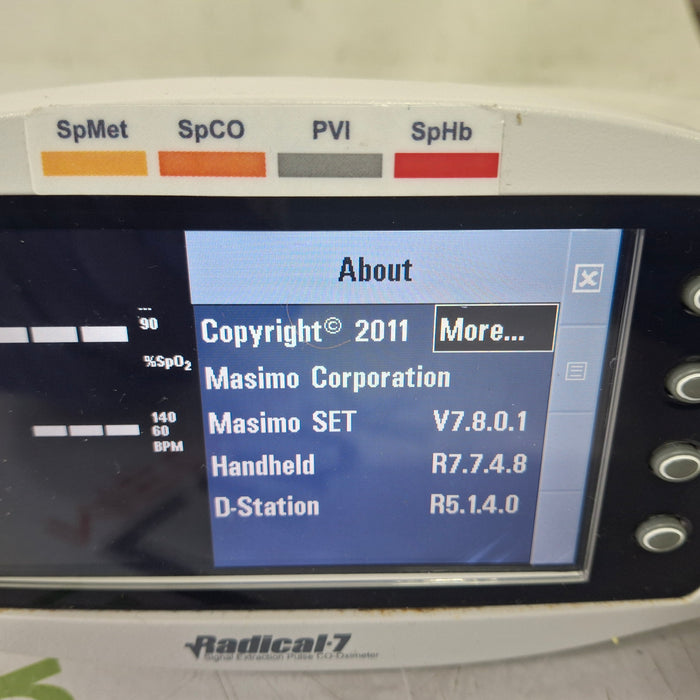 SpMet SpCO PVI SpHb
About
Copyright© 2011 More...
Masimo Corporation
Masimo SET V7.8.0.1
Handheld R7.7.4.8
D-Station R5.1.4.0
---
90
%SpO2
140
60
BPM
Radical-7
Signal Extraction Pulse CO-Oximeter